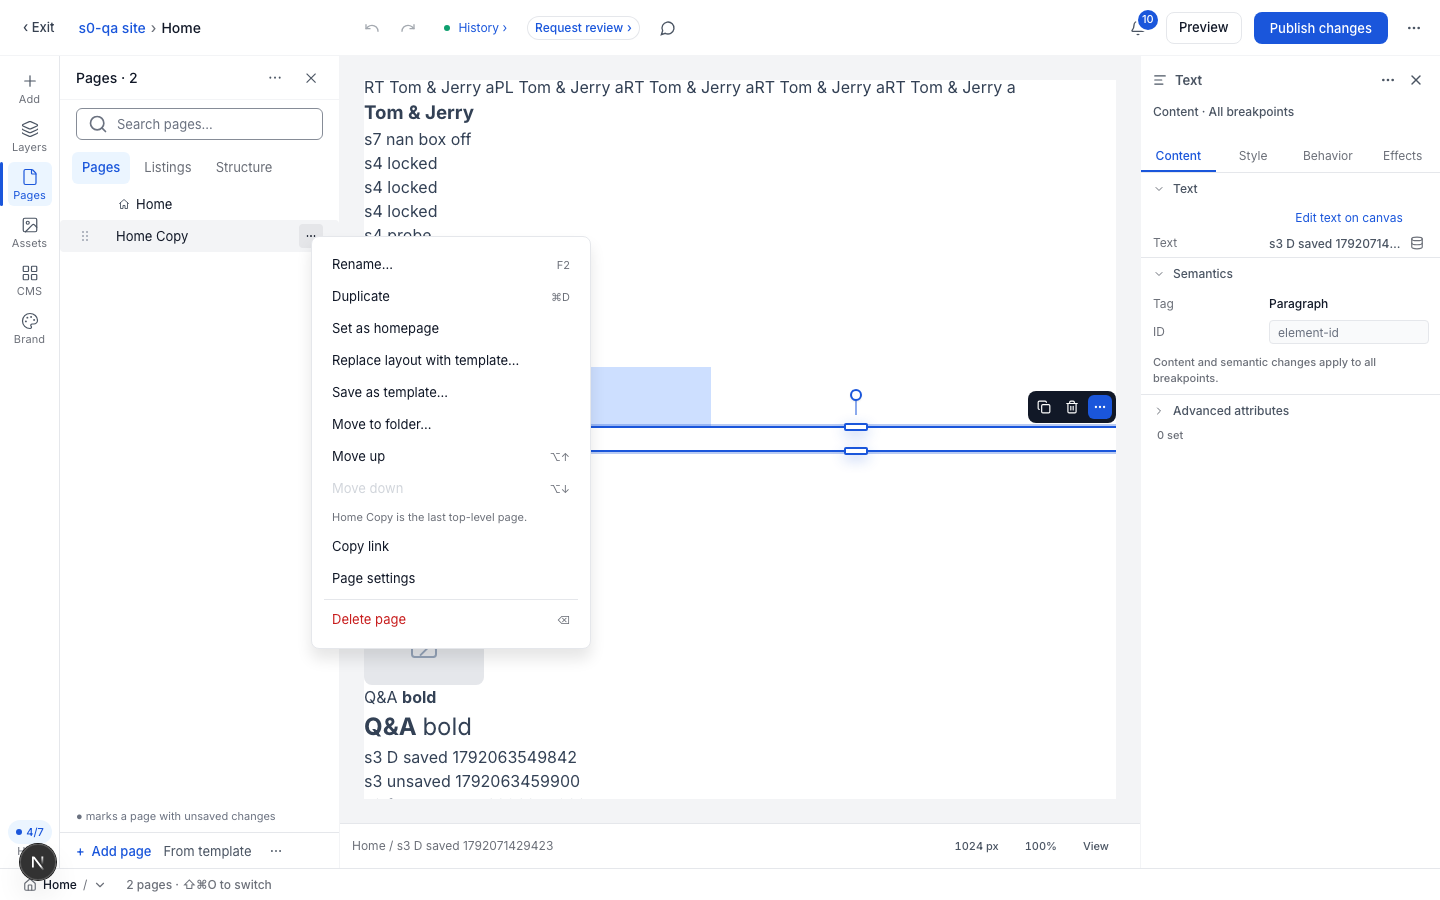 ‹ Exit
s0-qa site › Home
History ›
Request review ›
10
Preview
Publish changes
Add
Layers
Pages
Assets
CMS
Brand
4/7
Pages · 2
Search pages...
Pages
Listings
Structure
Home
Home Copy
Rename...
F2
Duplicate
⌘D
Set as homepage
Replace layout with template...
Save as template...
Move to folder...
Move up
⌥↑
Move down
⌥↓
Home Copy is the last top-level page.
Copy link
Page settings
Delete page
● marks a page with unsaved changes
+ Add page
From template
N
RT Tom & Jerry aPL Tom & Jerry aRT Tom & Jerry aRT Tom & Jerry aRT Tom & Jerry a
Tom & Jerry
s7 nan box off
s4 locked
s4 locked
s4 locked
s4 probe
Q&A bold
Q&A bold
s3 D saved 1792063549842
s3 unsaved 1792063459900
Home / s3 D saved 1792071429423
1024 px
100%
View
Text
Content · All breakpoints
Content
Style
Behavior
Effects
Text
Edit text on canvas
Text
s3 D saved 17920714...
Semantics
Tag
Paragraph
ID
element-id
Content and semantic changes apply to all
breakpoints.
Advanced attributes
0 set
Home /
2 pages · ⇧⌘O to switch